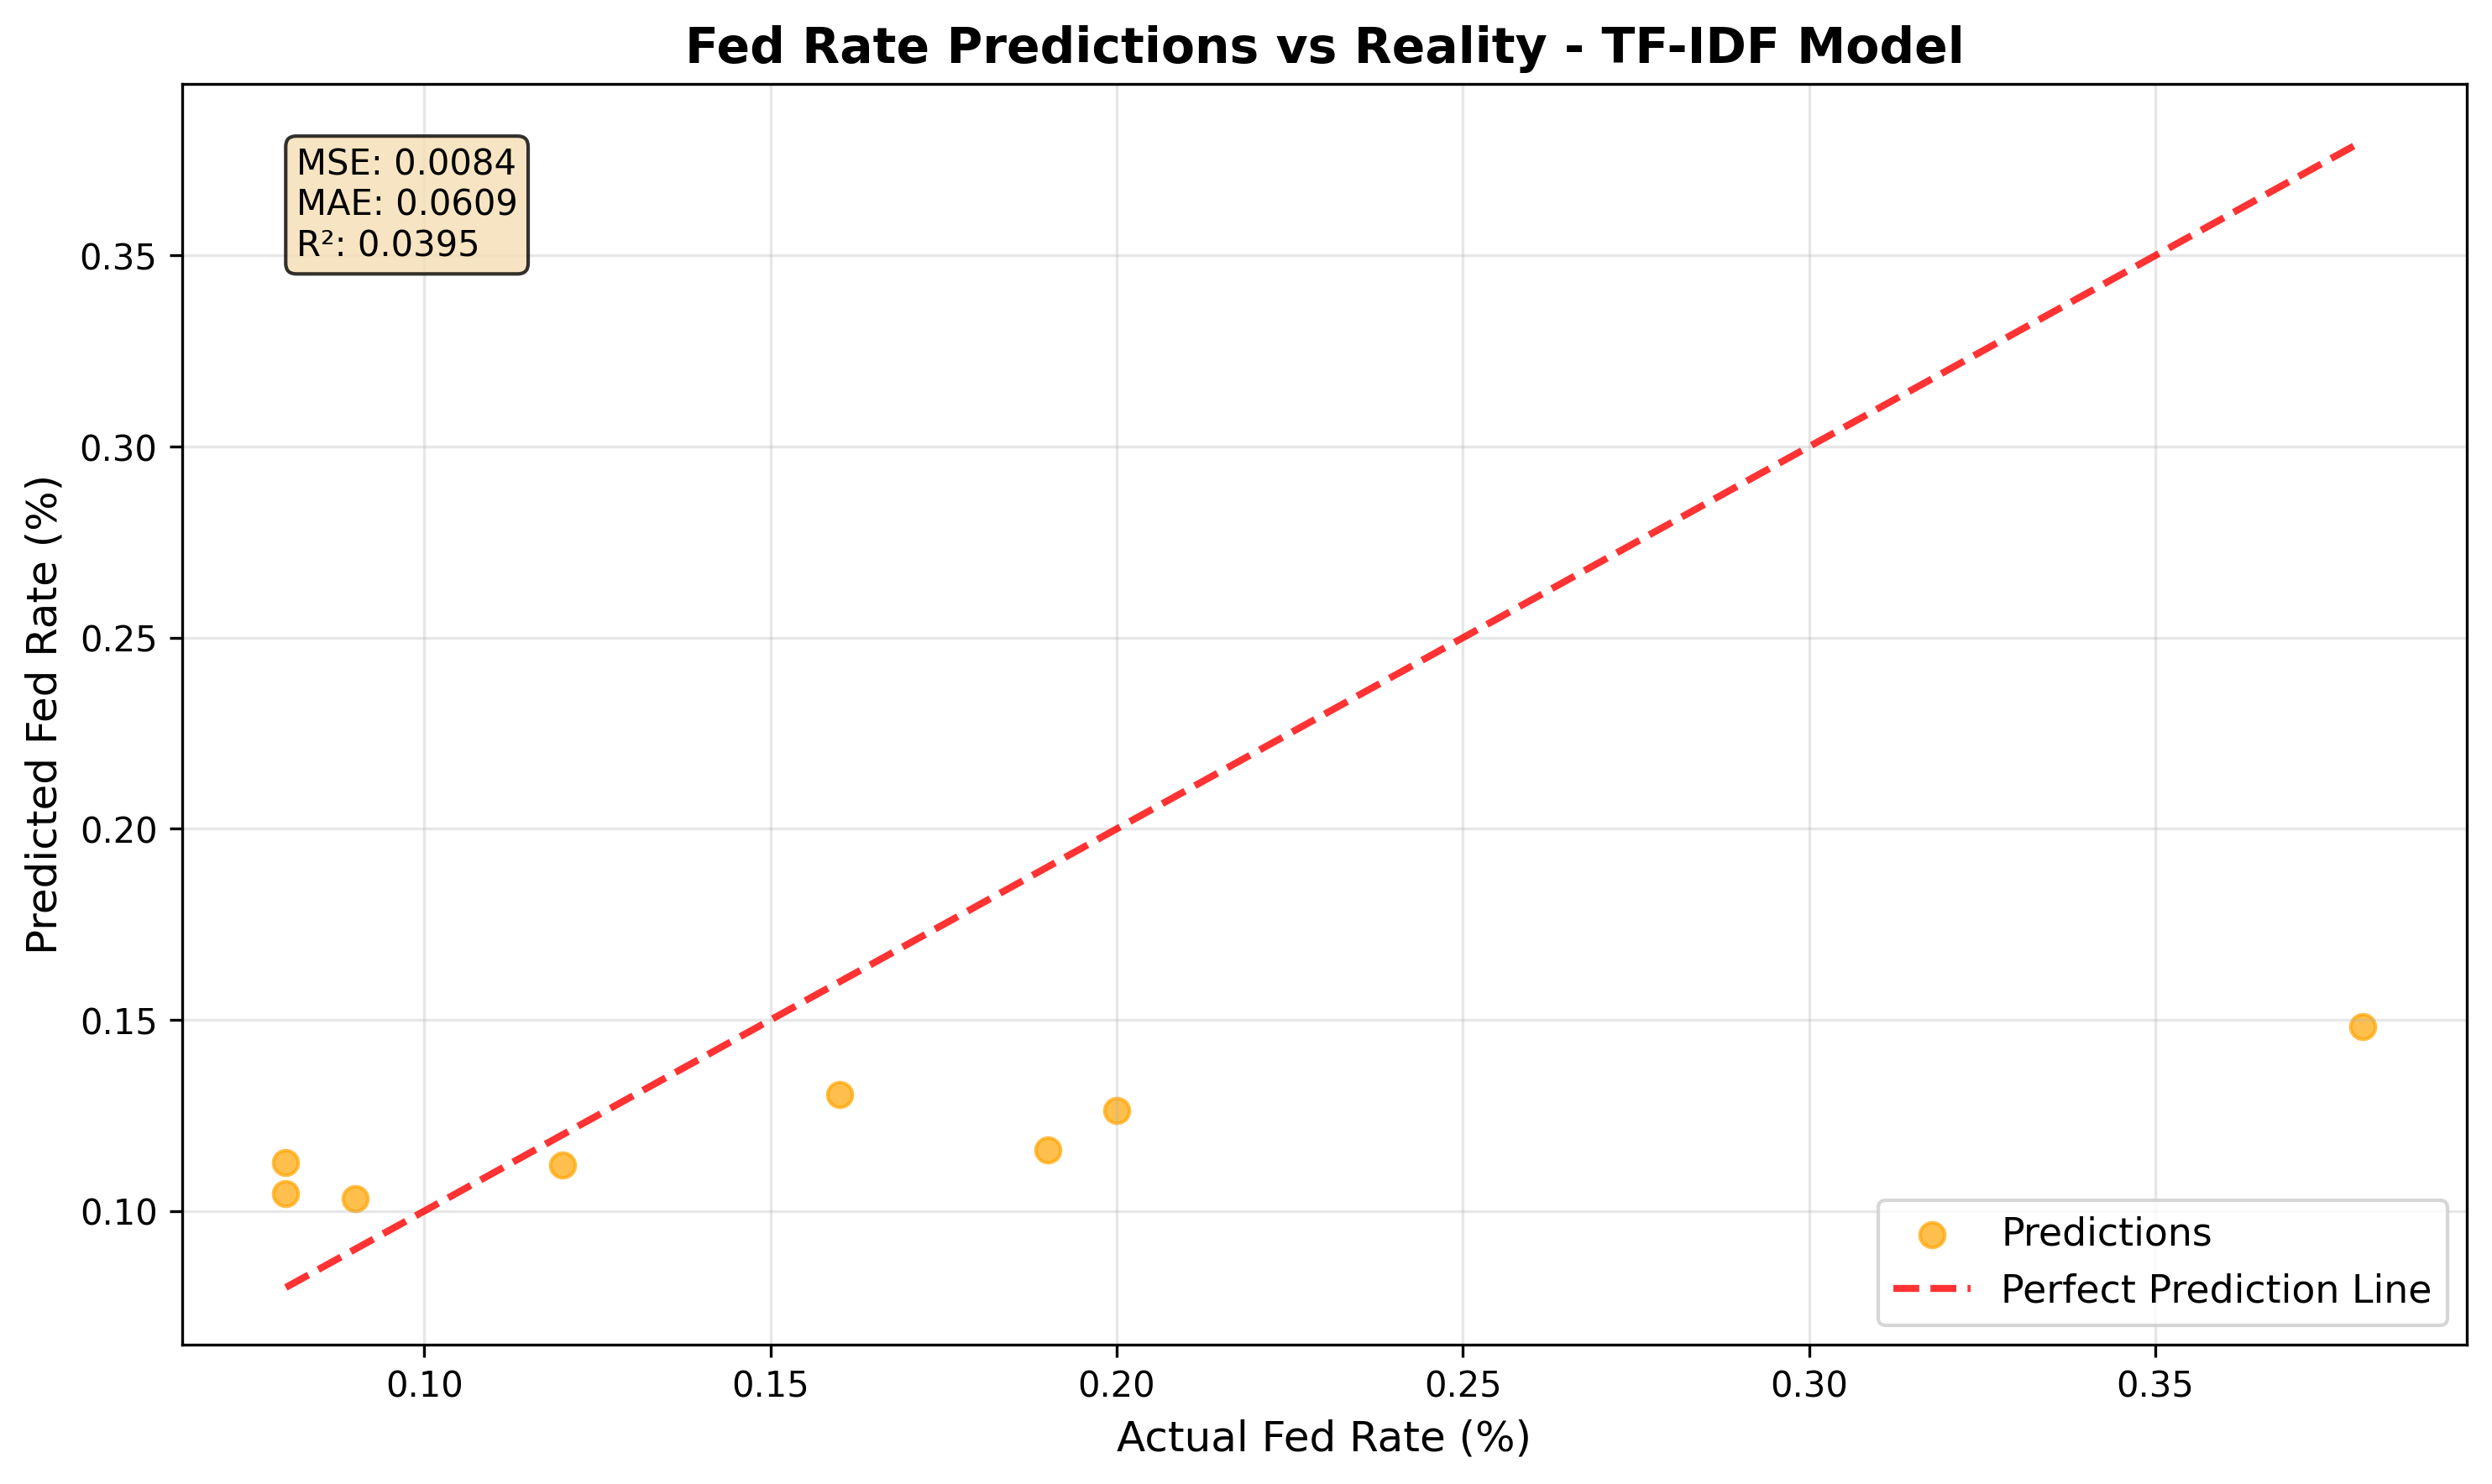 Fed Rate Predictions vs Reality - TF-IDF Model
MSE: 0.0084
MAE: 0.0609
R²: 0.0395
Predicted Fed Rate (%)
0.35
0.30
0.25
0.20
0.15
0.10
Predictions
Perfect Prediction Line
0.10 0.15 0.20 0.25 0.30 0.35
Actual Fed Rate (%)